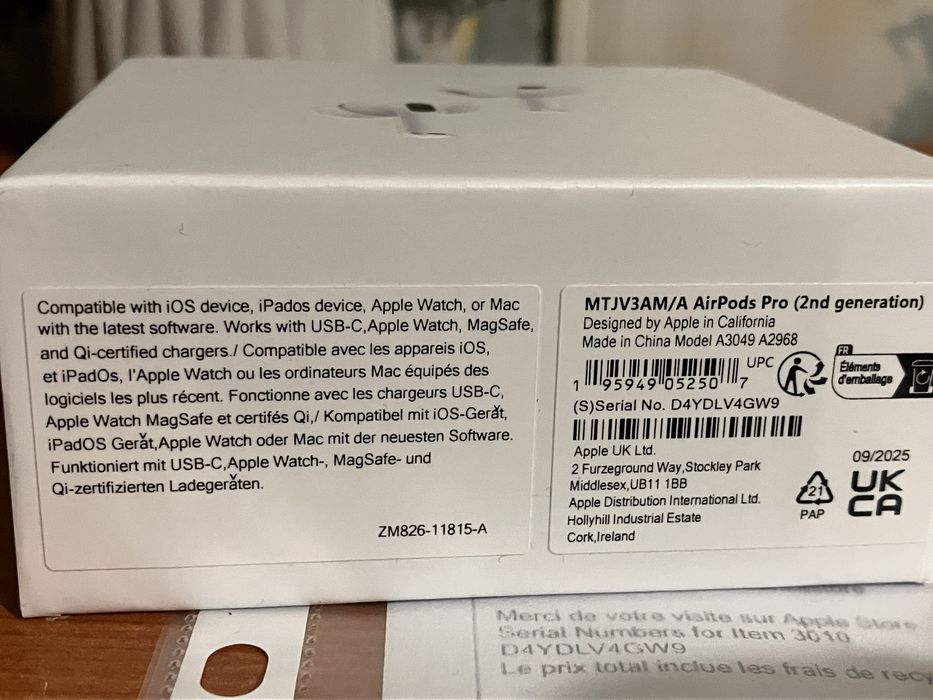 Compatible with iOS device, iPados device, Apple Watch, or Mac
with the latest software. Works with USB-C,Apple Watch, MagSafe,
and Qi-certified chargers./ Compatible avec les appareis iOS,
et iPadOs, l'Apple Watch ou les ordinateurs Mac équipés des
logiciels les plus récent. Fonctionne avec les chargeurs USB-C,
Apple Watch MagSafe et certifés Qi,/ Kompatibel mit iOS-Gerǎt,
iPadOS Gerǎt,Apple Watch oder Mac mit der neuesten Software.
Funktioniert mit USB-C,Apple Watch-, MagSafe- und
Qi-zertifizierten Ladegerǎten.
ZM826-11815-A
MTJV3AM/A AirPods Pro (2nd generation)
Designed by Apple in California
Made in China Model A3049 A2968
UPC
1 95949 05250 7
FR
Éléments
d'emballage
(S)Serial No. D4YDLV4GW9
Apple UK Ltd.
2 Furzeground Way,Stockley Park
Middlesex,UB11 1BB
Apple Distribution International Ltd.
Hollyhill Industrial Estate
Cork,Ireland
21
PAP
09/2025
UK
CA
Merci de votre visite sur Apple Store
Serial Numbers for Item 3010
D4YDLV4GW9
Le prix total inclue les frais de recy